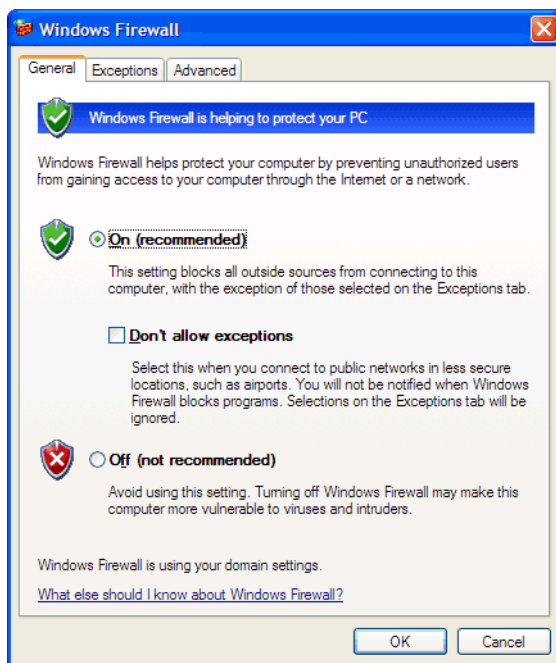 Windows Firewall
General Exceptions Advanced
Windows Firewall is helping to protect your PC
Windows Firewall helps protect your computer by preventing unauthorized users
from gaining access to your computer through the Internet or a network.
On (recommended)
This setting blocks all outside sources from connecting to this
computer, with the exception of those selected on the Exceptions tab.
Don't allow exceptions
Select this when you connect to public networks in less secure
locations, such as airports. You will not be notified when Windows
Firewall blocks programs. Selections on the Exceptions tab will be
ignored.
Off (not recommended)
Avoid using this setting. Turning off Windows Firewall may make this
computer more vulnerable to viruses and intruders.
Windows Firewall is using your domain settings.
What else should I know about Windows Firewall?
OK Cancel